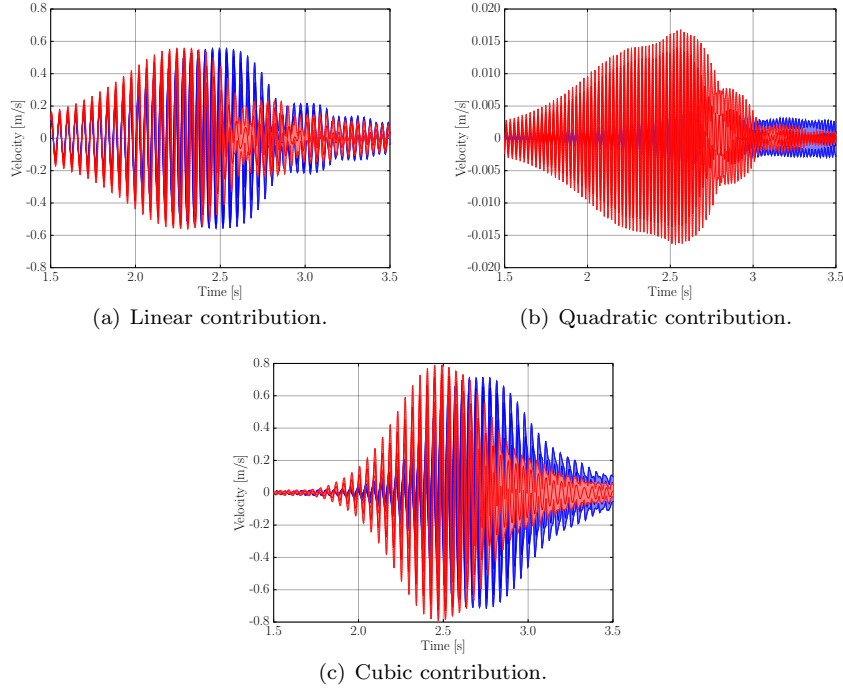 0.8
0.6
0.4
0.2
0
-0.2
-0.4
-0.6
-0.8
Velocity [m/s]
1.5 2.0 2.5 3.0 3.5
Time [s]
(a) Linear contribution.
0.020
0.015
0.010
0.005
0
-0.005
-0.010
-0.015
-0.020
Velocity [m/s]
1.5 2 2.5 3 3.5
Time [s]
(b) Quadratic contribution.
0.8
0.6
0.4
0.2
0
-0.2
-0.4
-0.6
-0.8
Velocity [m/s]
1.5 2.0 2.5 3.0 3.5
Time [s]
(c) Cubic contribution.